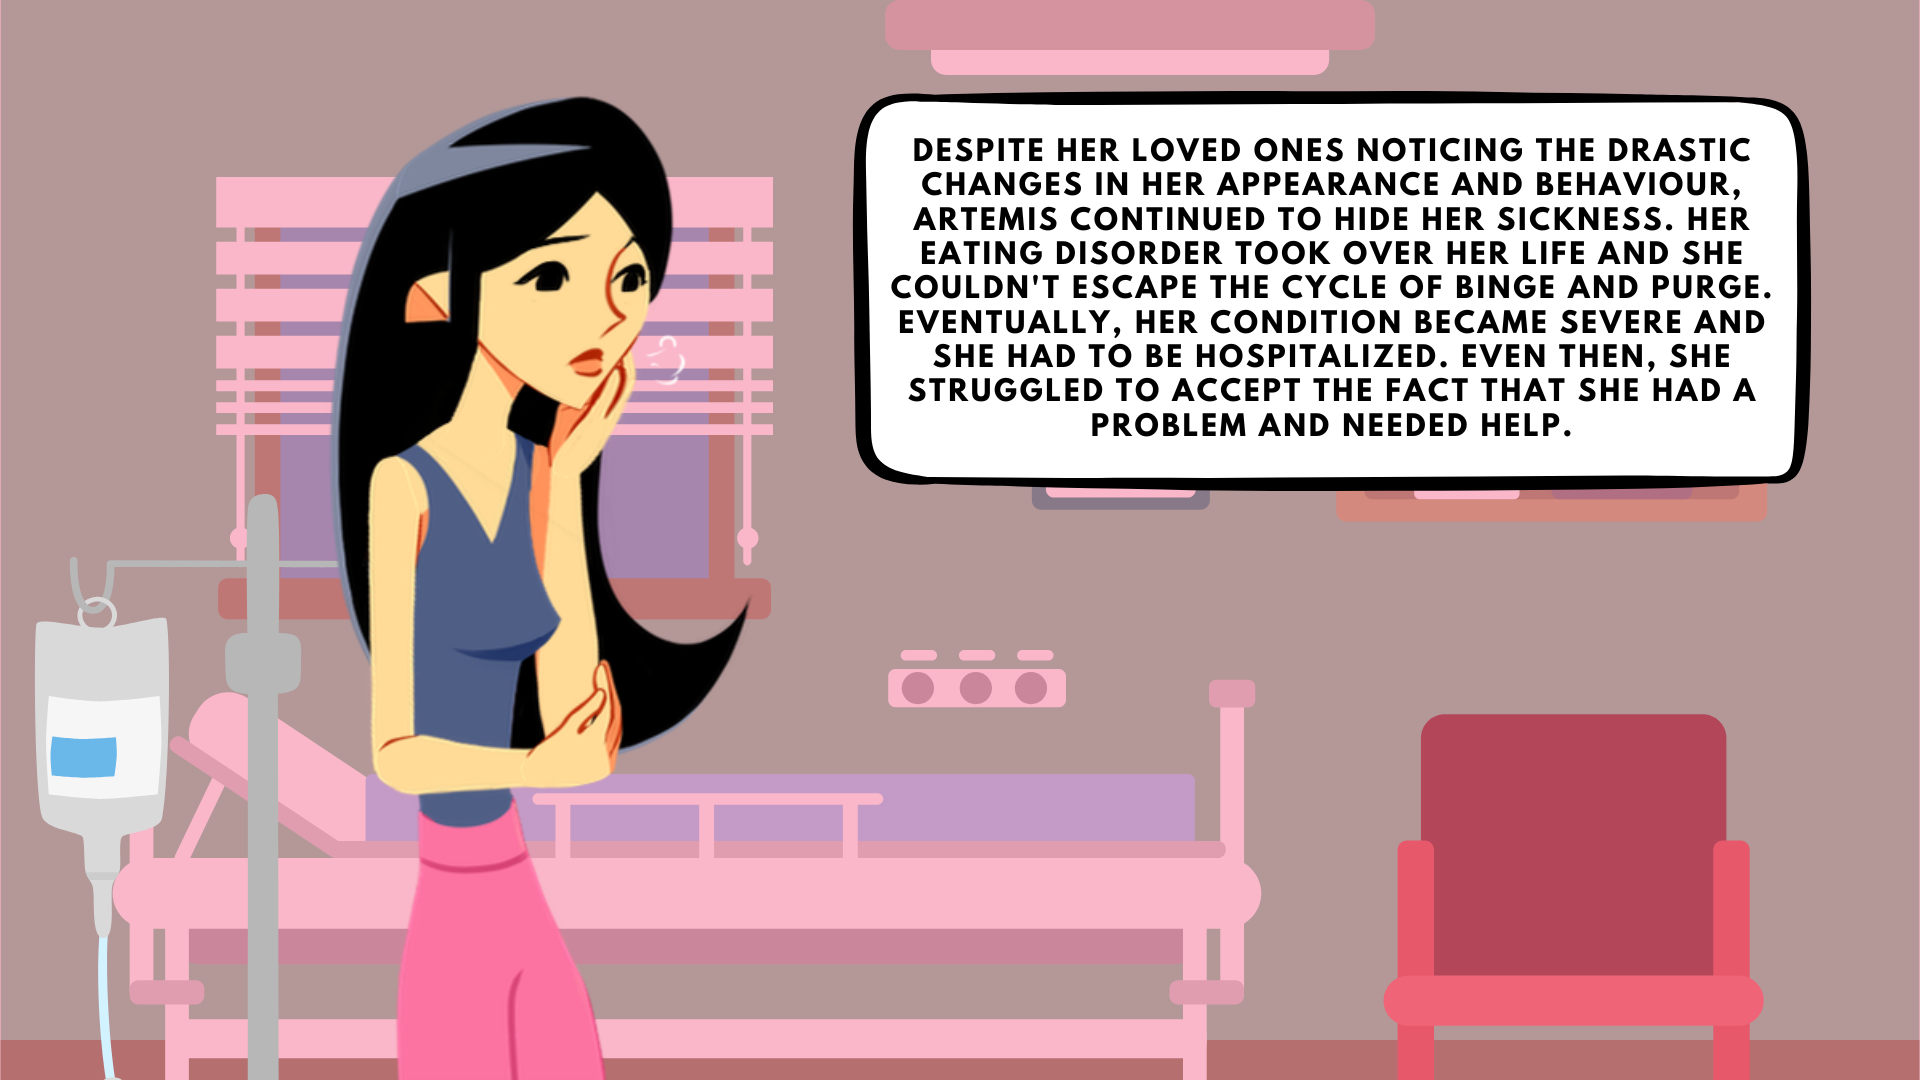 DESPITE HER LOVED ONES NOTICING THE DRASTIC
CHANGES IN HER APPEARANCE AND BEHAVIOUR,
ARTEMIS CONTINUED TO HIDE HER SICKNESS. HER
EATING DISORDER TOOK OVER HER LIFE AND SHE
COULDN'T ESCAPE THE CYCLE OF BINGE AND PURGE.
EVENTUALLY, HER CONDITION BECAME SEVERE AND
SHE HAD TO BE HOSPITALIZED. EVEN THEN, SHE
STRUGGLED TO ACCEPT THE FACT THAT SHE HAD A
PROBLEM AND NEEDED HELP.